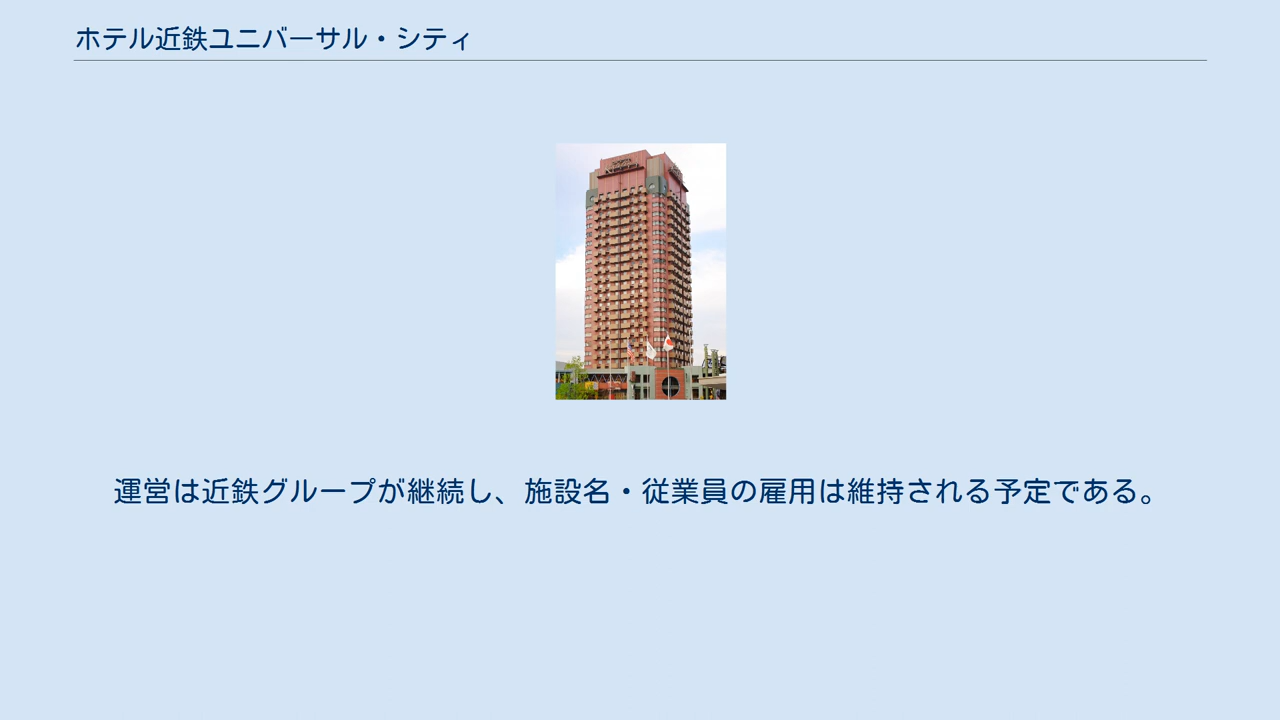 ホテル近鉄ユニバーサル・シティ
運営は近鉄グループが継続し、施設名・従業員の雇用は維持される予定である。